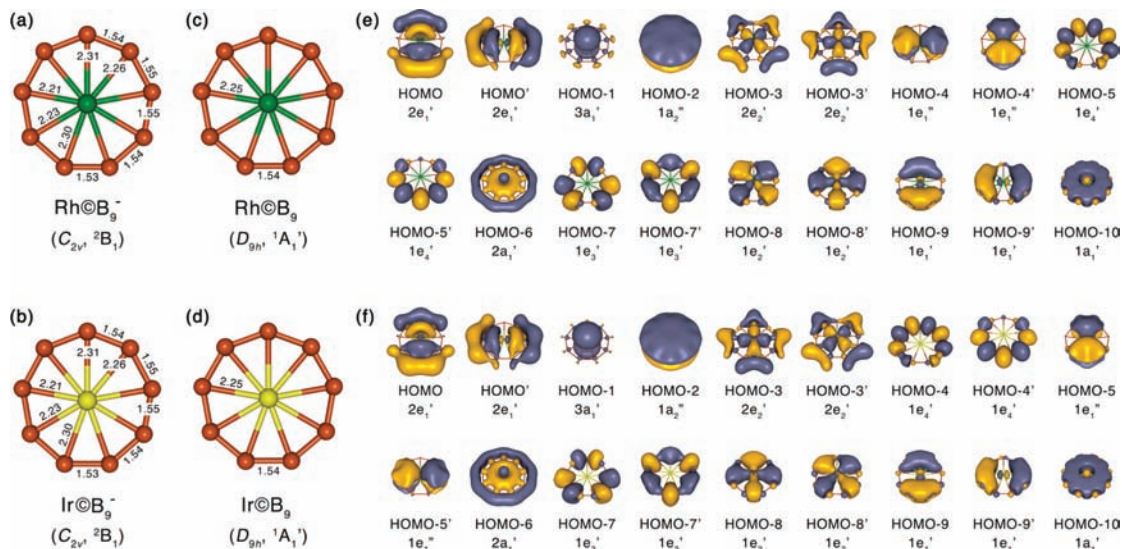 (a)
1.54
1.55
2.31
2.26
2.21
2.23
2.30
1.55
1.54
1.53
Rh©B₉⁻
(C₂ᵥ, ²B₁)
(c)
2.25
1.54
Rh©B₉
(D₉ₕ, ¹A₁')
(b)
1.54
1.55
2.31
2.26
2.21
2.23
2.30
1.55
1.54
1.53
Ir©B₉⁻
(C₂ᵥ, ²B₁)
(d)
2.25
1.54
Ir©B₉
(D₉ₕ, ¹A₁')
(e)
HOMO HOMO' HOMO-1 HOMO-2 HOMO-3 HOMO-3' HOMO-4 HOMO-4' HOMO-5
2e₁' 2e₁' 3a₁' 1a₂" 2e₂' 2e₂' 1e₁" 1e₁" 1e₄'
HOMO-5' HOMO-6 HOMO-7 HOMO-7' HOMO-8 HOMO-8' HOMO-9 HOMO-9' HOMO-10
1e₄' 2a₁' 1e₃' 1e₃' 1e₂' 1e₂' 1e₁' 1e₁' 1a₁'
(f)
HOMO HOMO' HOMO-1 HOMO-2 HOMO-3 HOMO-3' HOMO-4 HOMO-4' HOMO-5
2e₁' 2e₁' 3a₁' 1a₂" 2e₂' 2e₂' 1e₄' 1e₄' 1e₁"
HOMO-5' HOMO-6 HOMO-7 HOMO-7' HOMO-8 HOMO-8' HOMO-9 HOMO-9' HOMO-10